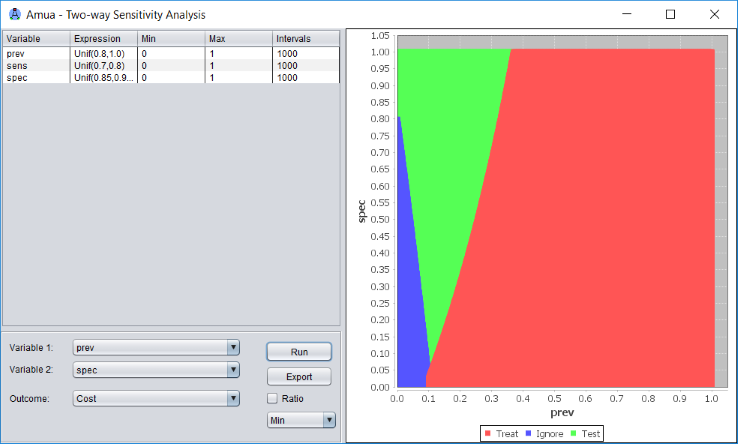 Amua - Two-way Sensitivity Analysis
Variable Expression Min Max Intervals
prev Unif(0.8,1.0) 0 1 1000
sens Unif(0.7,0.8) 0 1 1000
spec Unif(0.85,0.9... 0 1 1000
Variable 1: prev
Run
Variable 2: spec
Export
Outcome: Cost
Ratio
Min
1.05
1.00
0.95
0.90
0.85
0.80
0.75
0.70
0.65
0.60
0.55
0.50
0.45
0.40
0.35
0.30
0.25
0.20
0.15
0.10
0.05
0.00
spec
0.0 0.1 0.2 0.3 0.4 0.5 0.6 0.7 0.8 0.9 1.0
prev
Treat Ignore Test